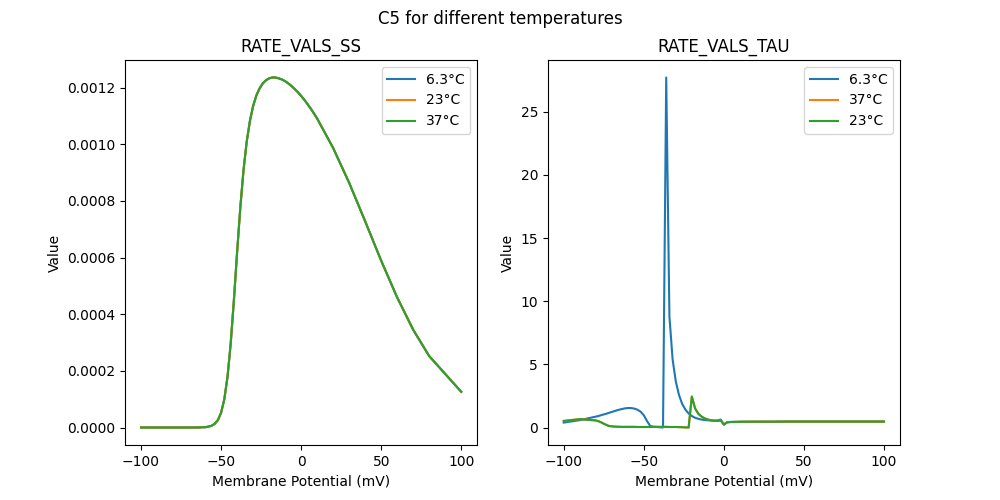 C5 for different temperatures
RATE_VALS_SS
0.0012
0.0010
0.0008
0.0006
0.0004
0.0002
0.0000
Value
−100
−50
0
50
100
Membrane Potential (mV)
6.3°C
23°C
37°C
RATE_VALS_TAU
25
20
15
10
5
0
Value
−100
−50
0
50
100
Membrane Potential (mV)
6.3°C
37°C
23°C